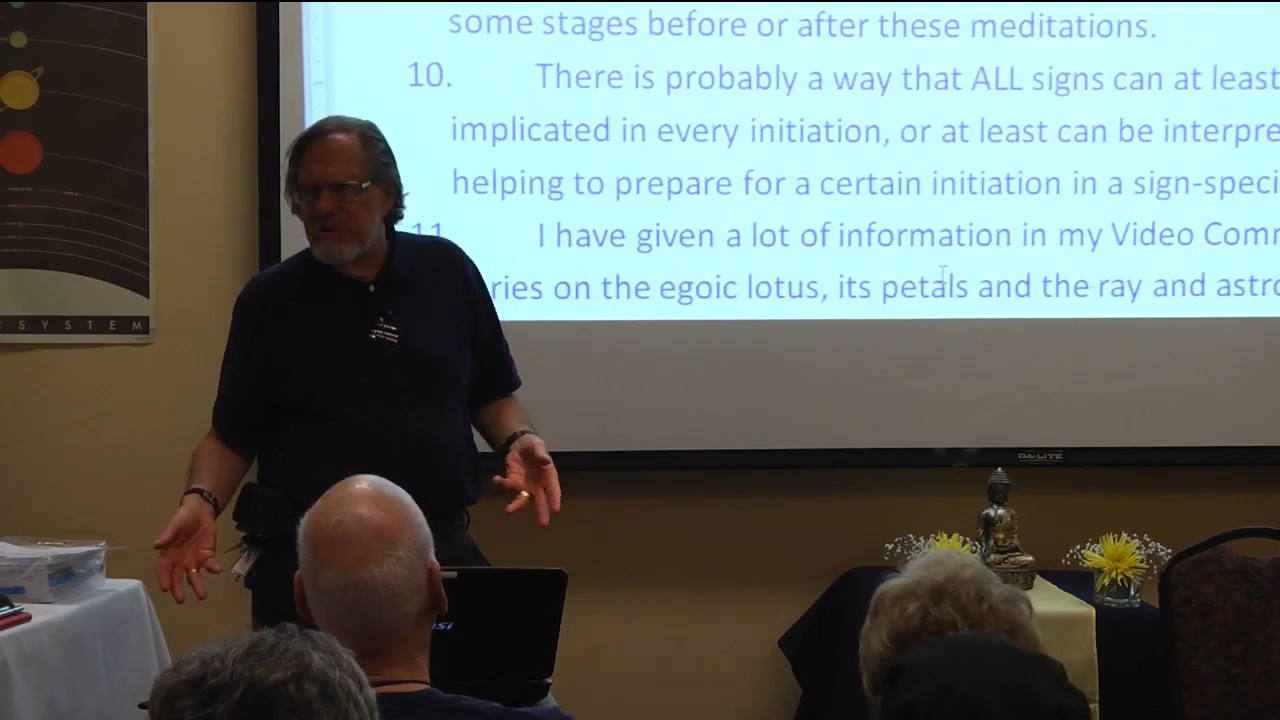 some stages before or after these meditations.
10. There is probably a way that ALL signs can at least
implicated in every initiation, or at least can be interpre
helping to prepare for a certain initiation in a sign-speci
11 I have given a lot of information in my Video Comm
ries on the egoic lotus, its petals and the ray and astro
R SYSTEM
DA-LITE
msi